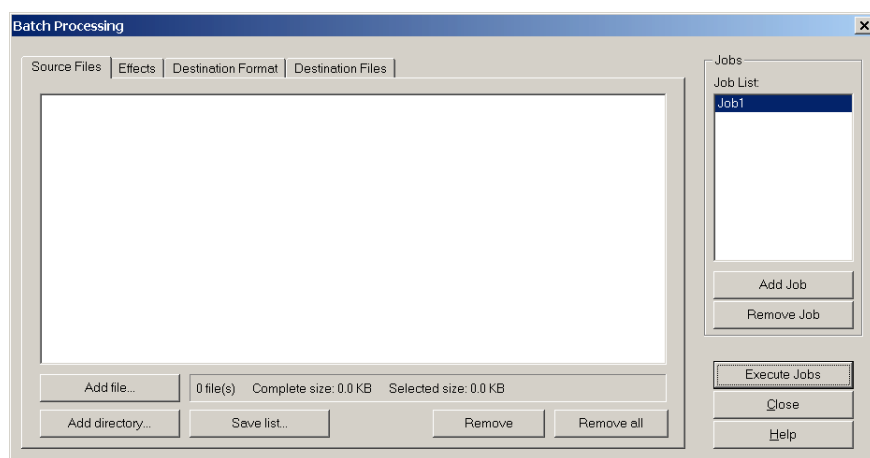 Batch Processing
Source Files Effects Destination Format Destination Files
Jobs
Job List:
Job1
Add Job
Remove Job
Add file...
0 file(s) Complete size: 0.0 KB Selected size: 0.0 KB
Add directory...
Save list...
Remove
Remove all
Execute Jobs
Close
Help